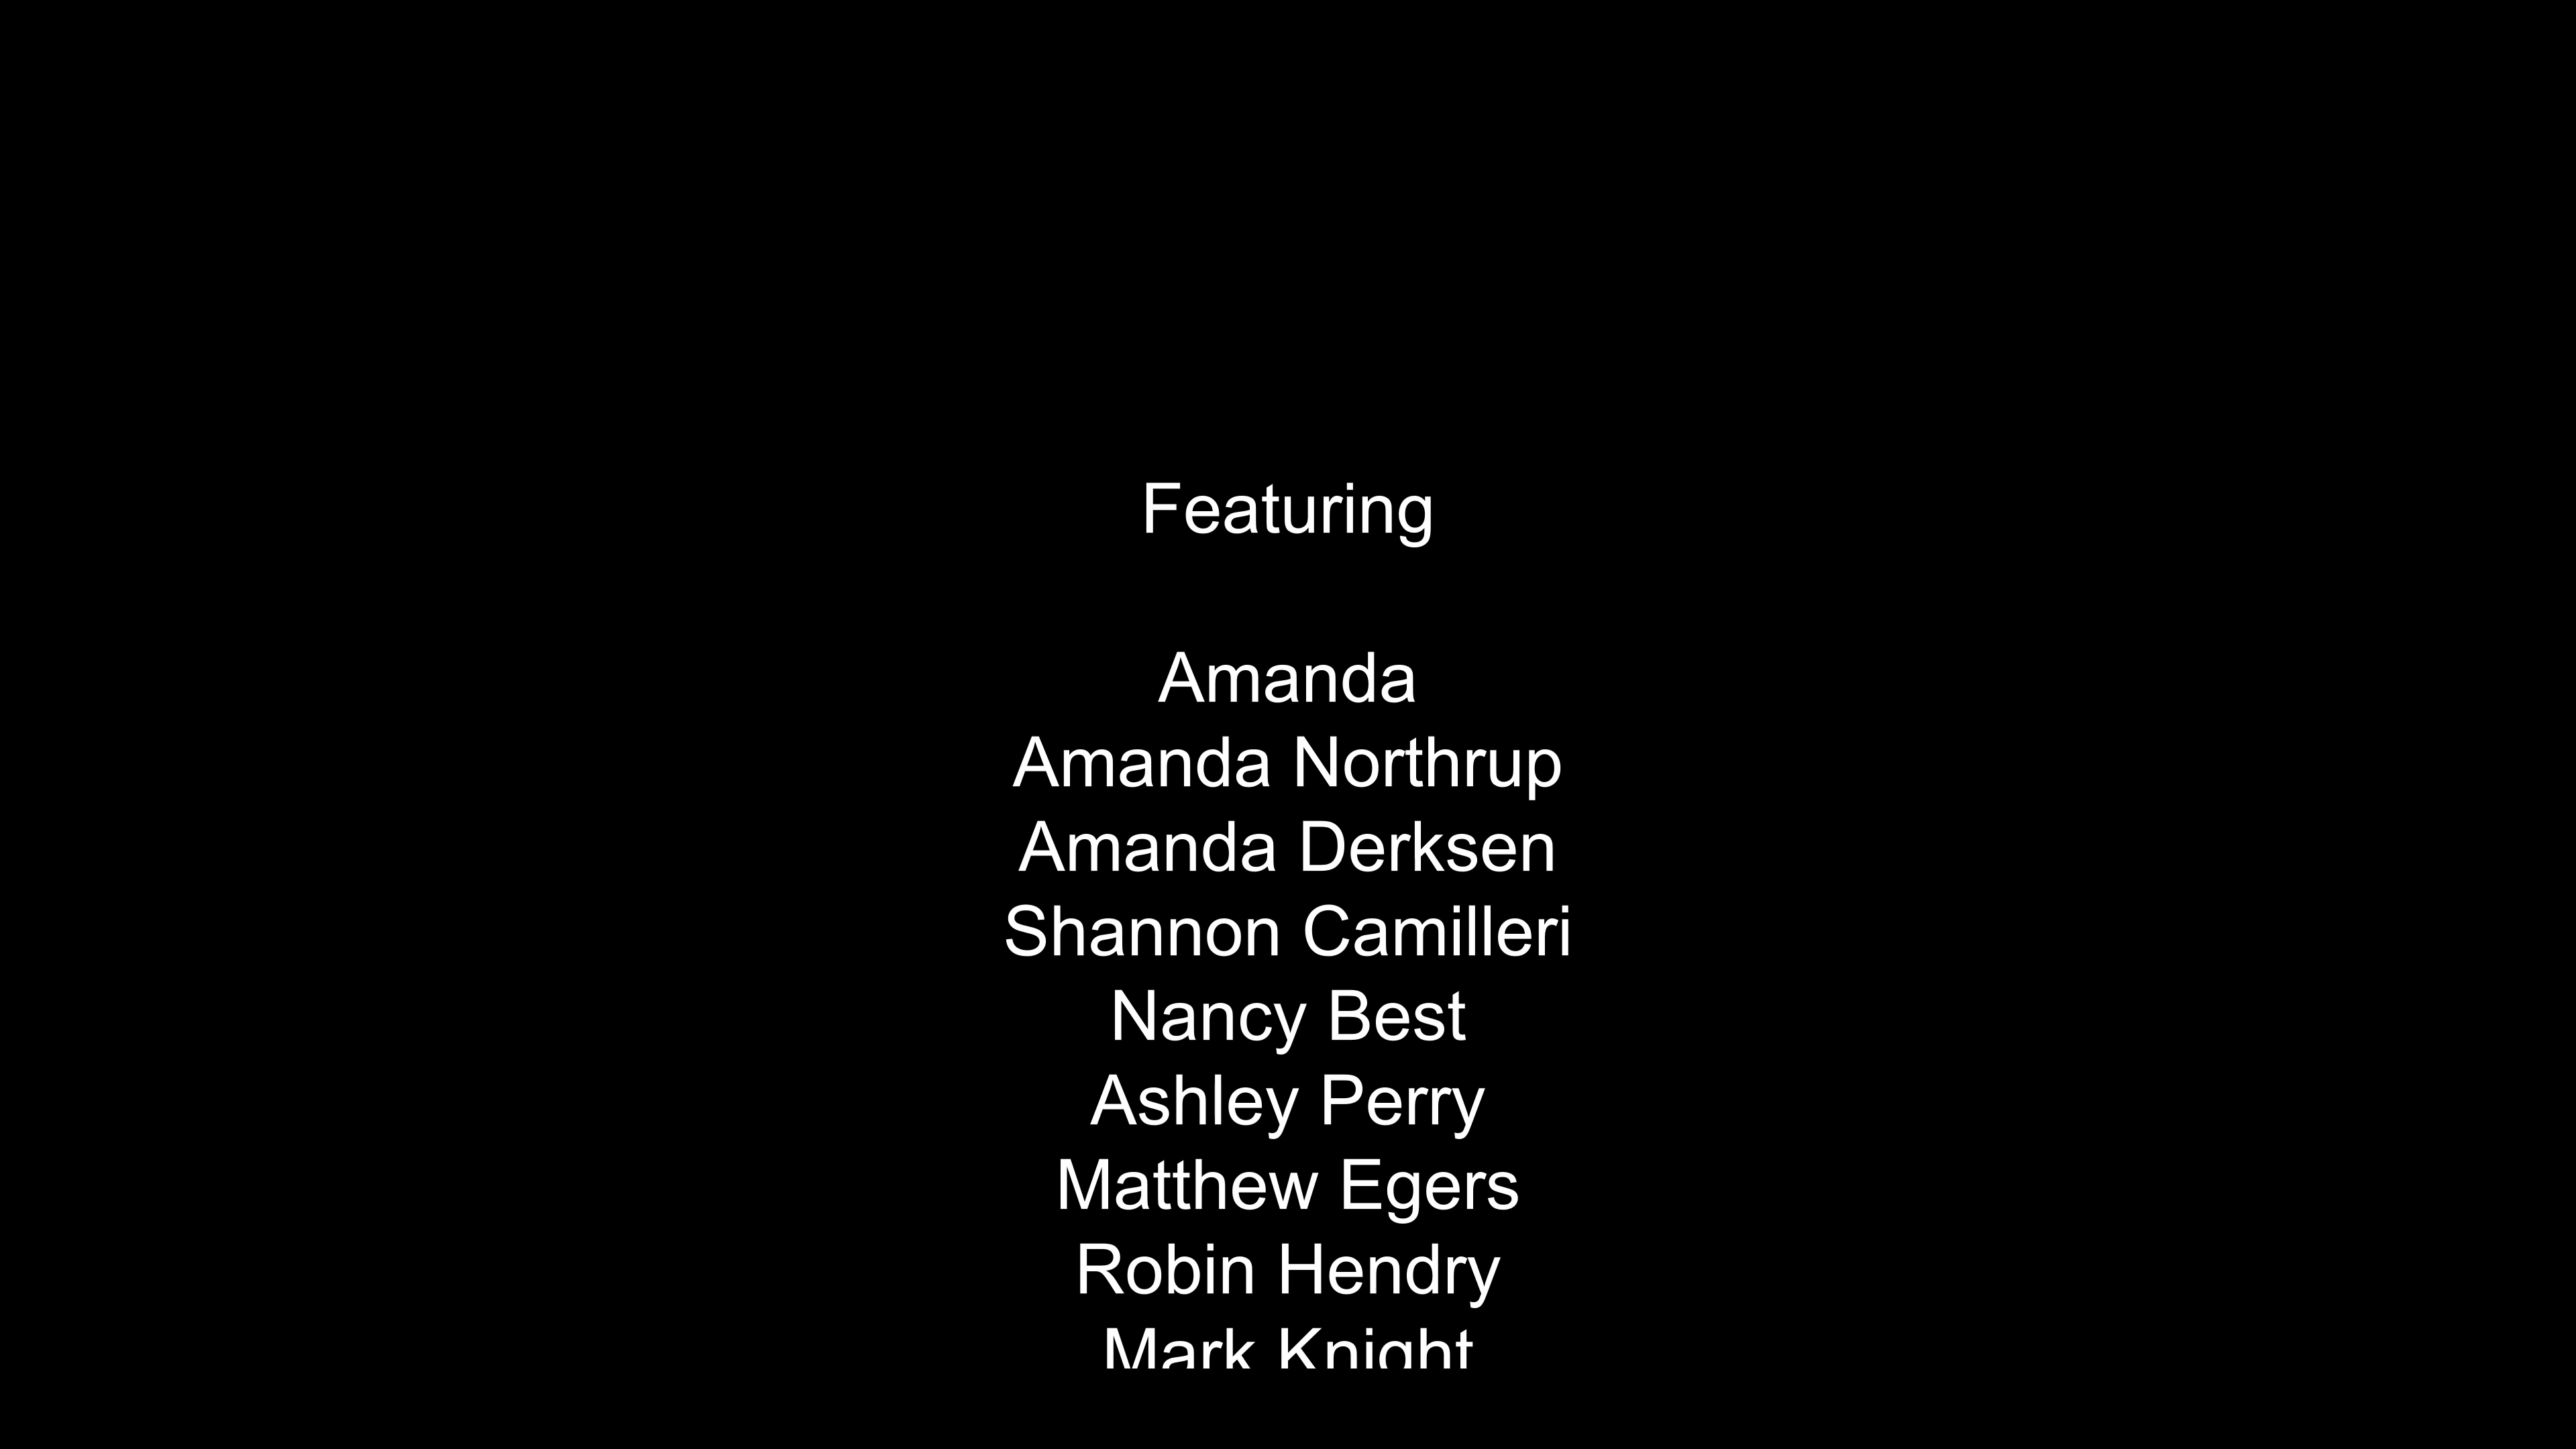 Featuring
Amanda
Amanda Northrup
Amanda Derksen
Shannon Camilleri
Nancy Best
Ashley Perry
Matthew Egers
Robin Hendry
Mark Knight